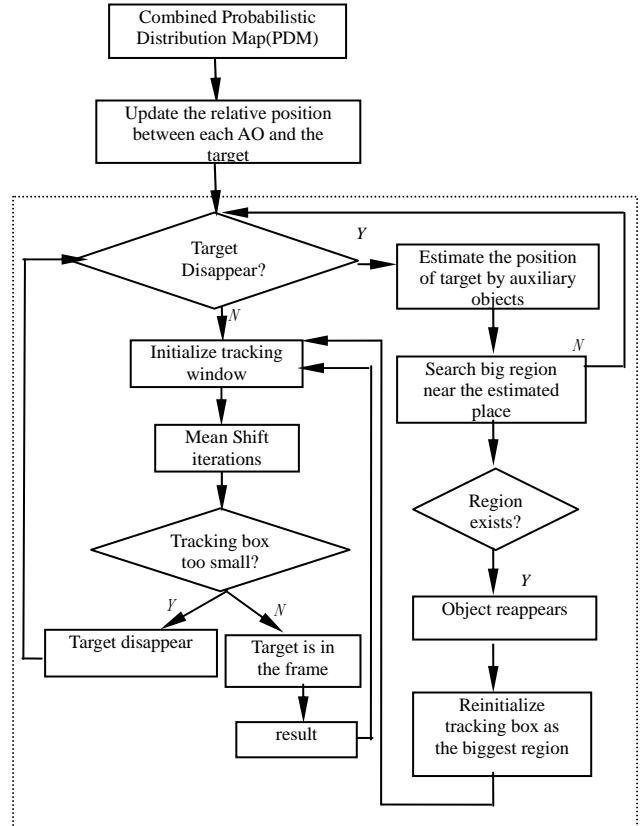 Combined Probabilistic
Distribution Map(PDM)
Update the relative position
between each AO and the
target
Target
Disappear?
Y
Estimate the position
of target by auxiliary
objects
N
Initialize tracking
window
N
Search big region
near the estimated
place
Mean Shift
iterations
Region
exists?
Tracking box
too small?
Y
Y
N
Object reappears
Target disappear
Target is in
the frame
Reinitialize
tracking box as
the biggest region
result